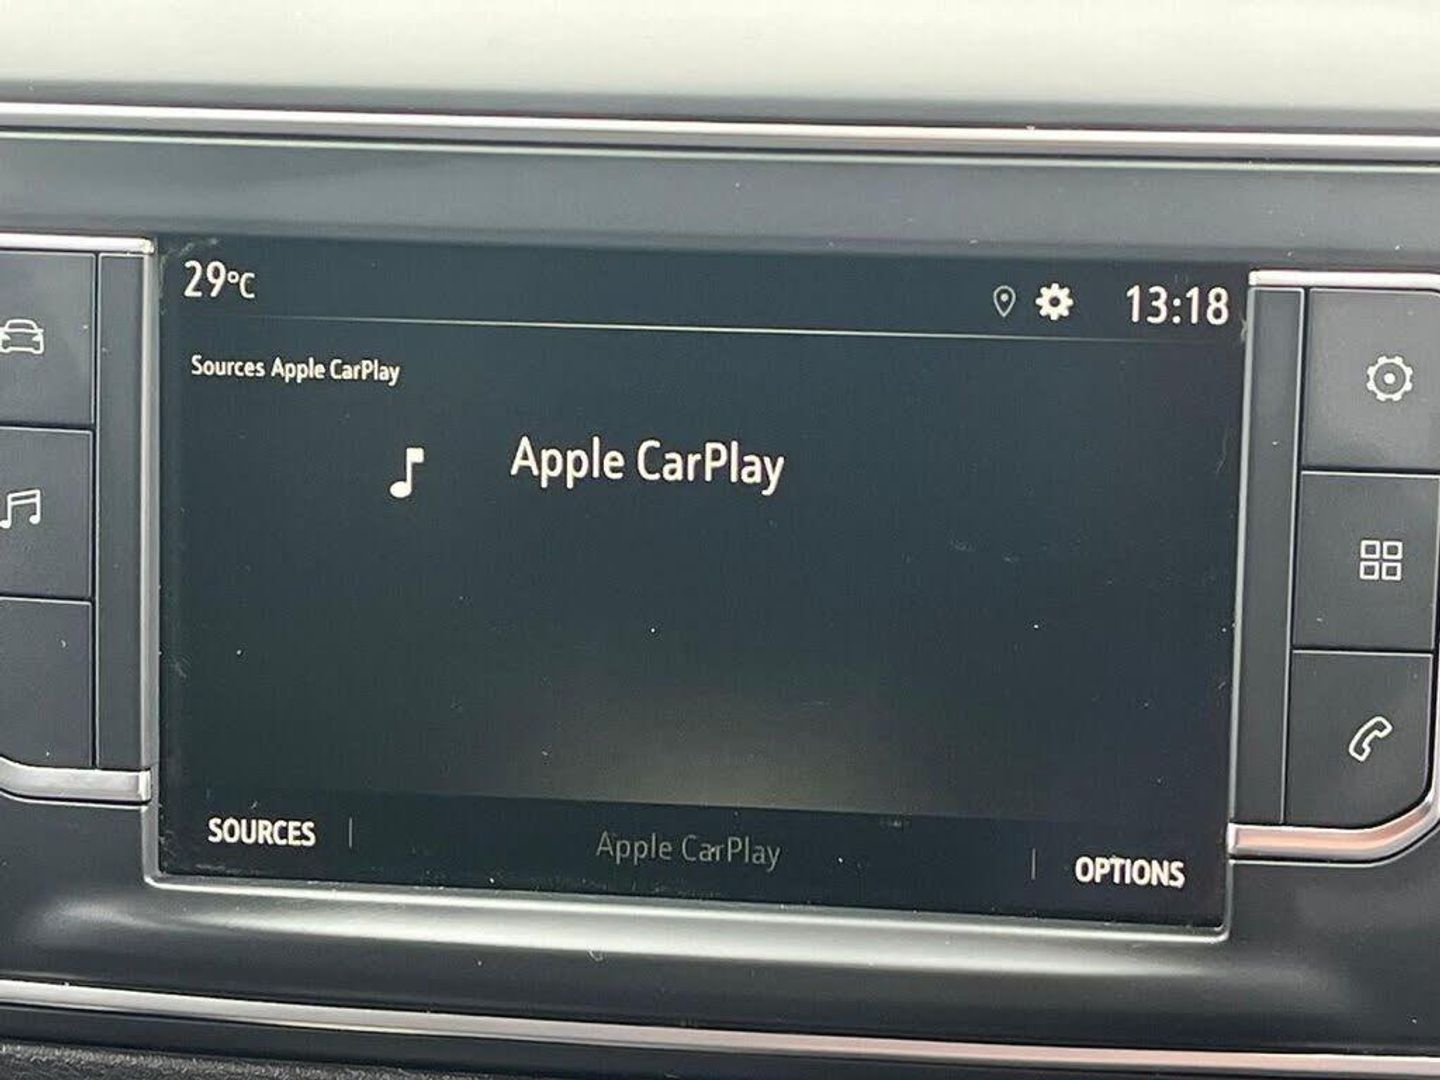 29°C
13:18
Sources Apple CarPlay
Apple CarPlay
SOURCES
Apple CarPlay
OPTIONS